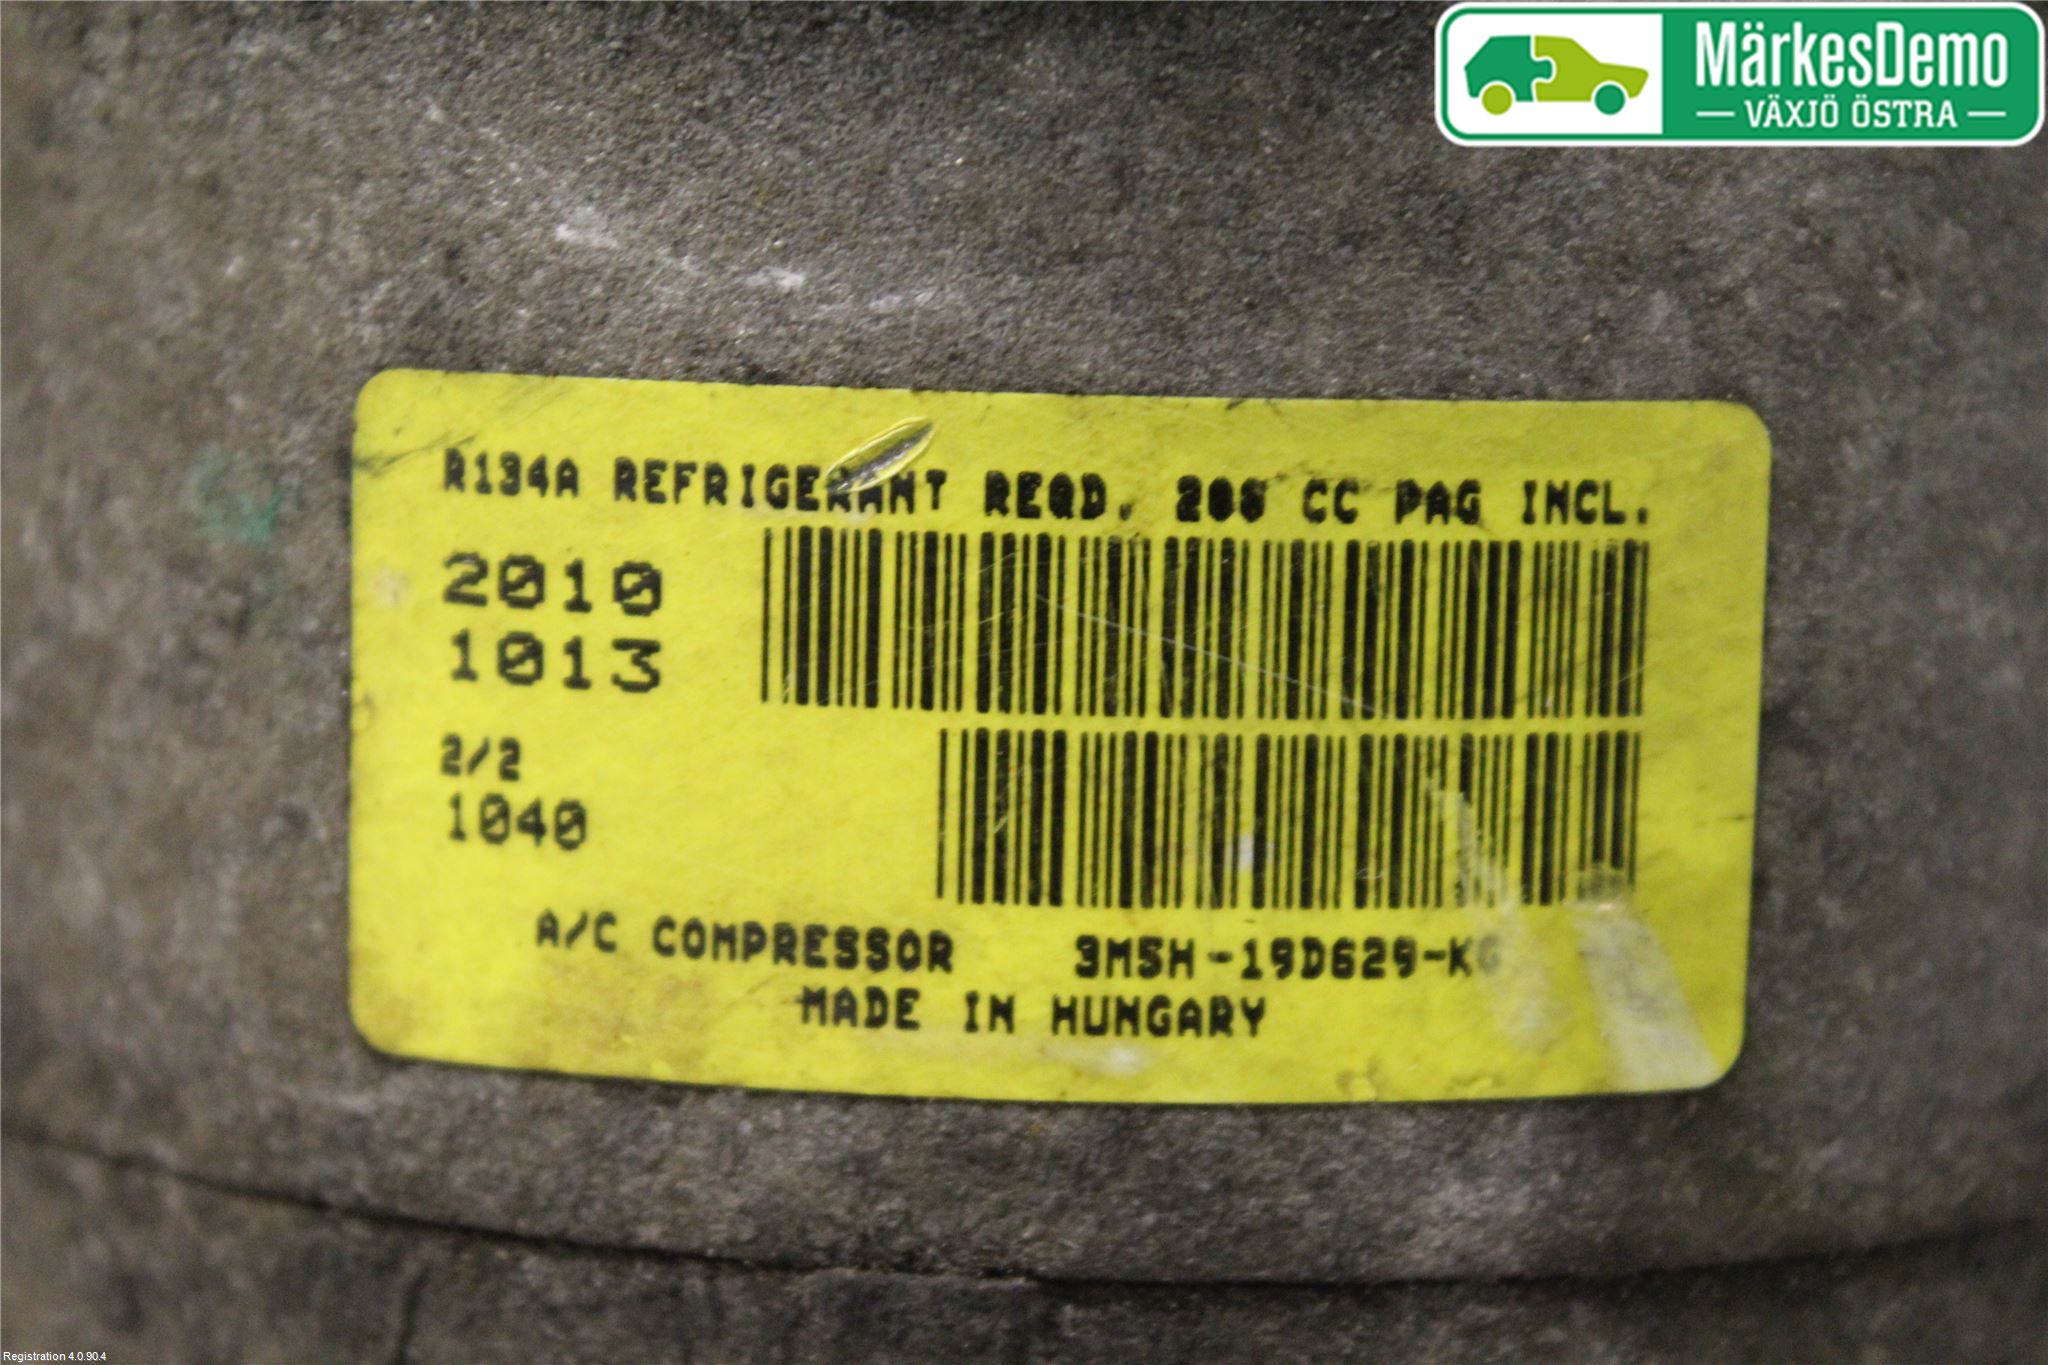 MärkesDemo
— VÄXJÖ ÖSTRA —
R134A REFRIGERANT REQD. 200 CC PAG INCL.
2010
1013
2/2
1040
A/C COMPRESSOR 3M5H-19D629-KG
MADE IN HUNGARY
Registration 4.0.90.4